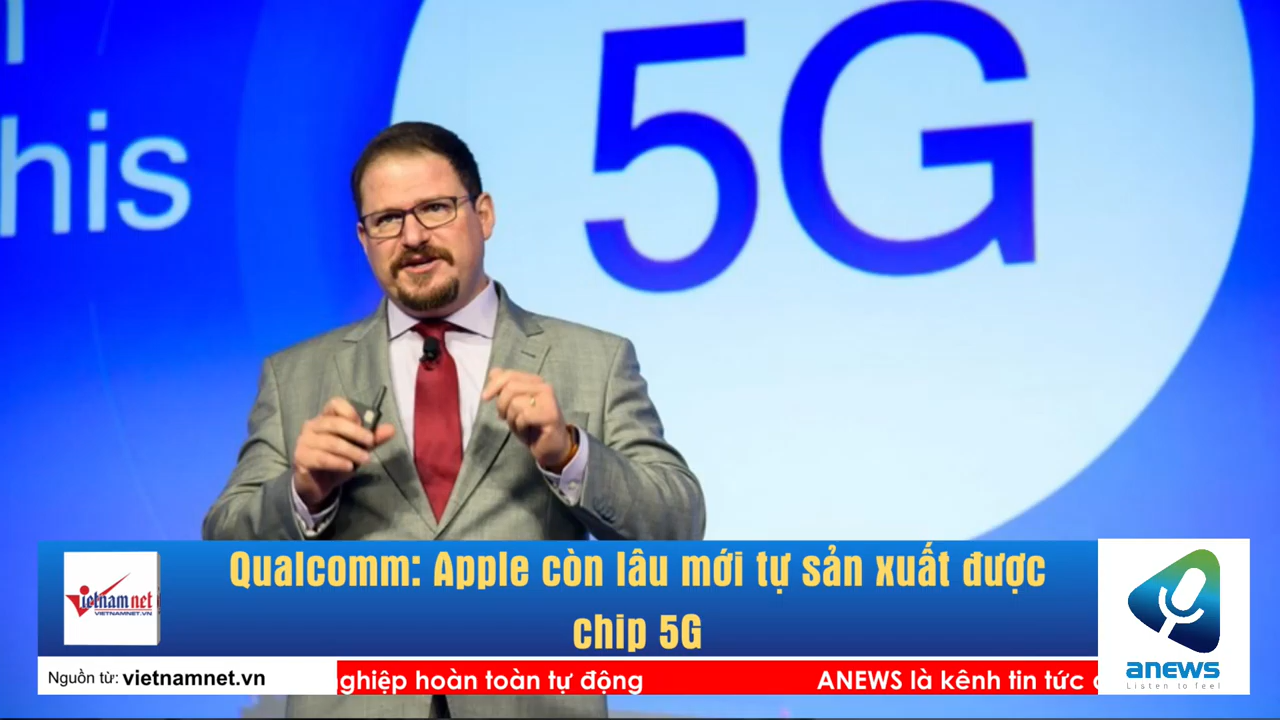 his
5G
Qualcomm: Apple còn lâu mới tự sản xuất được
chip 5G
Vietnamnet
VIETNAMNET.VN
Nguồn từ: vietnamnet.vn
nghiệp hoàn toàn tự động
ANEWS là kênh tin tức
anews
Listen to feel